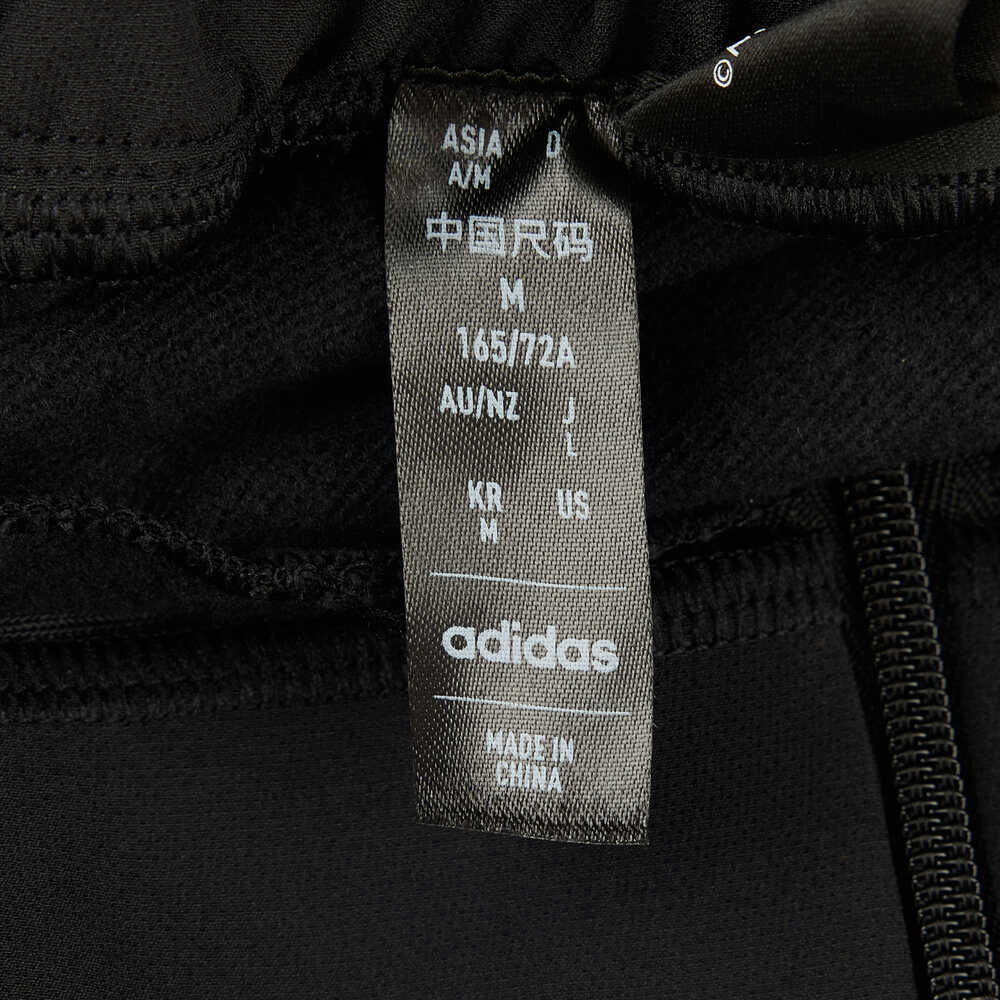 ASIA D
A/M
中国尺码
M
165/72A
AU/NZ J
L
KR US
M
adidas
MADE IN
CHINA
©